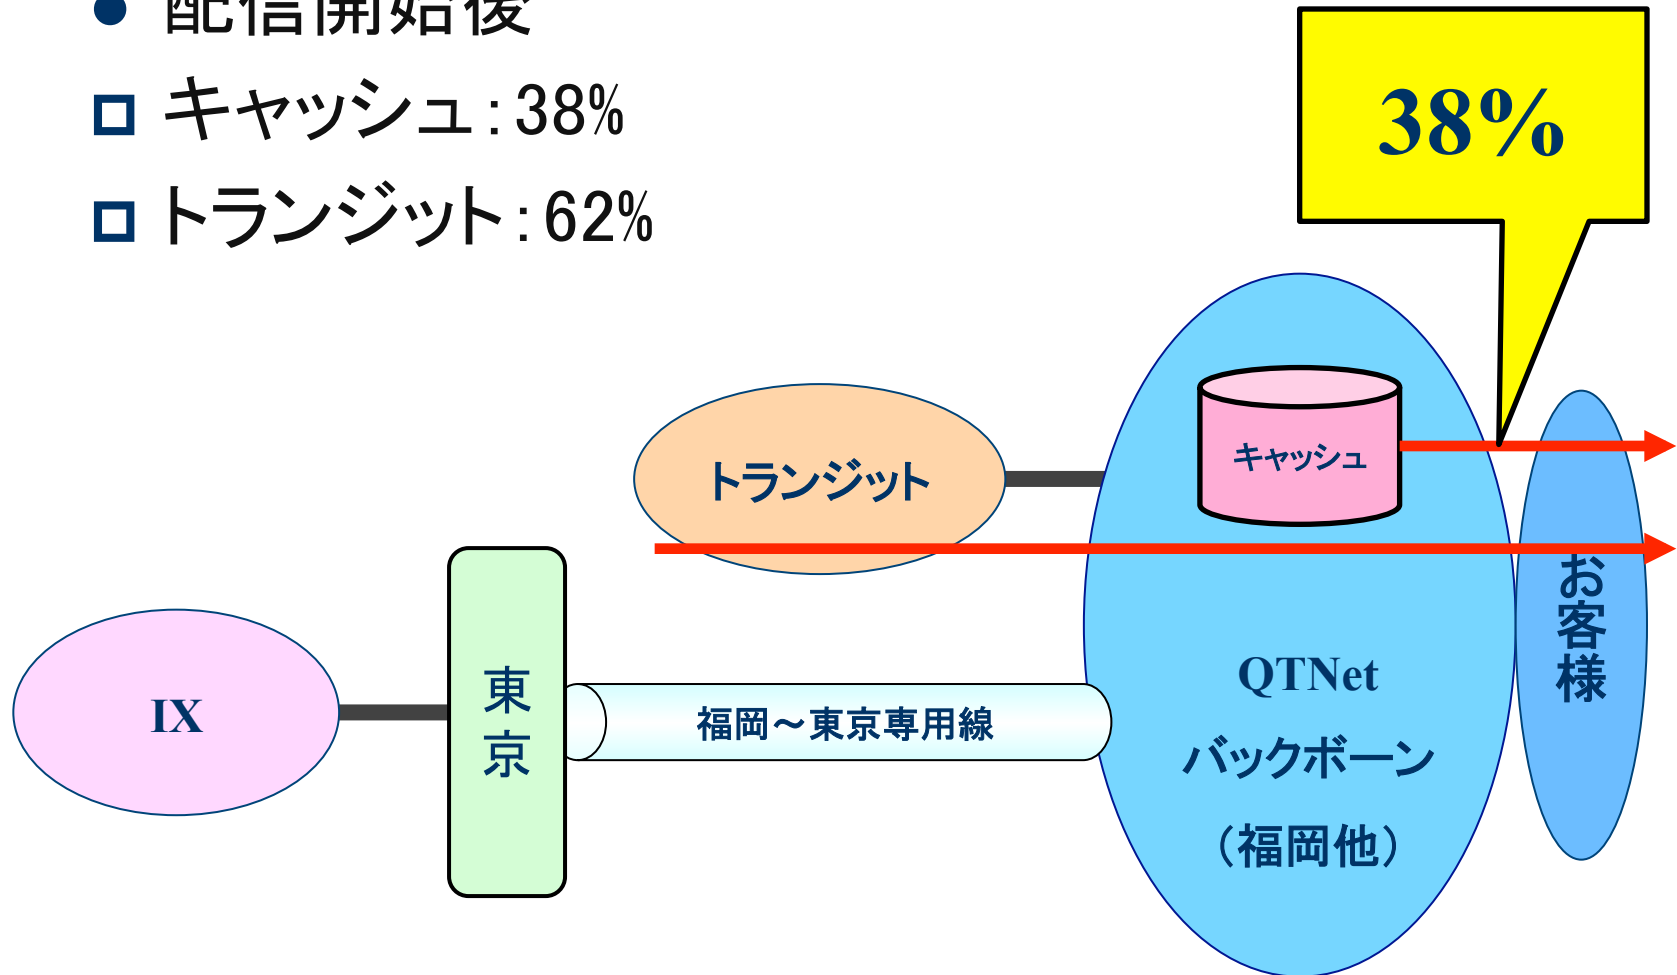 配信開始後
キャッシュ:38%
トランジット:62%
38%
キャッシュ
トランジット
お客様
東京
IX
福岡～東京専用線
QTNet
バックボーン
（福岡他）